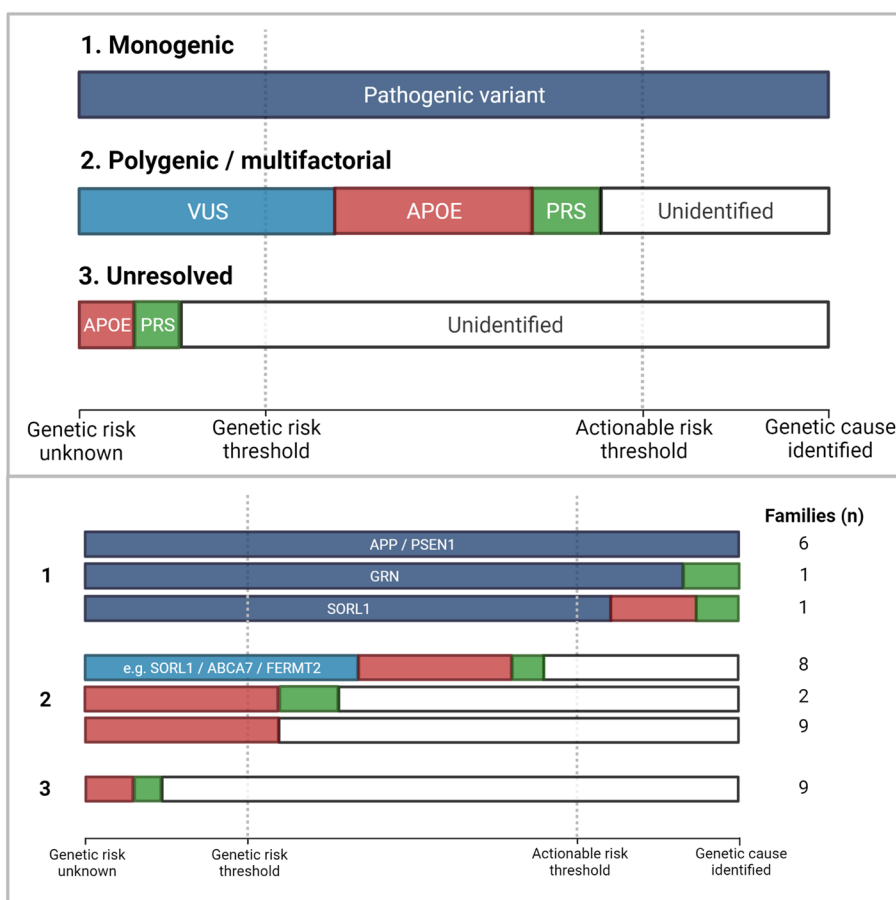 1. Monogenic
Pathogenic variant
2. Polygenic / multifactorial
VUS APOE PRS Unidentified
3. Unresolved
APOE PRS Unidentified
Genetic risk unknown
Genetic risk threshold
Actionable risk threshold
Genetic cause identified
Families (n)
APP / PSEN1 6
1 GRN 1
SORL1 1
e.g. SORL1 / ABCA7 / FERMT2 8
2 2
9
3 9
Genetic risk unknown
Genetic risk threshold
Actionable risk threshold
Genetic cause identified